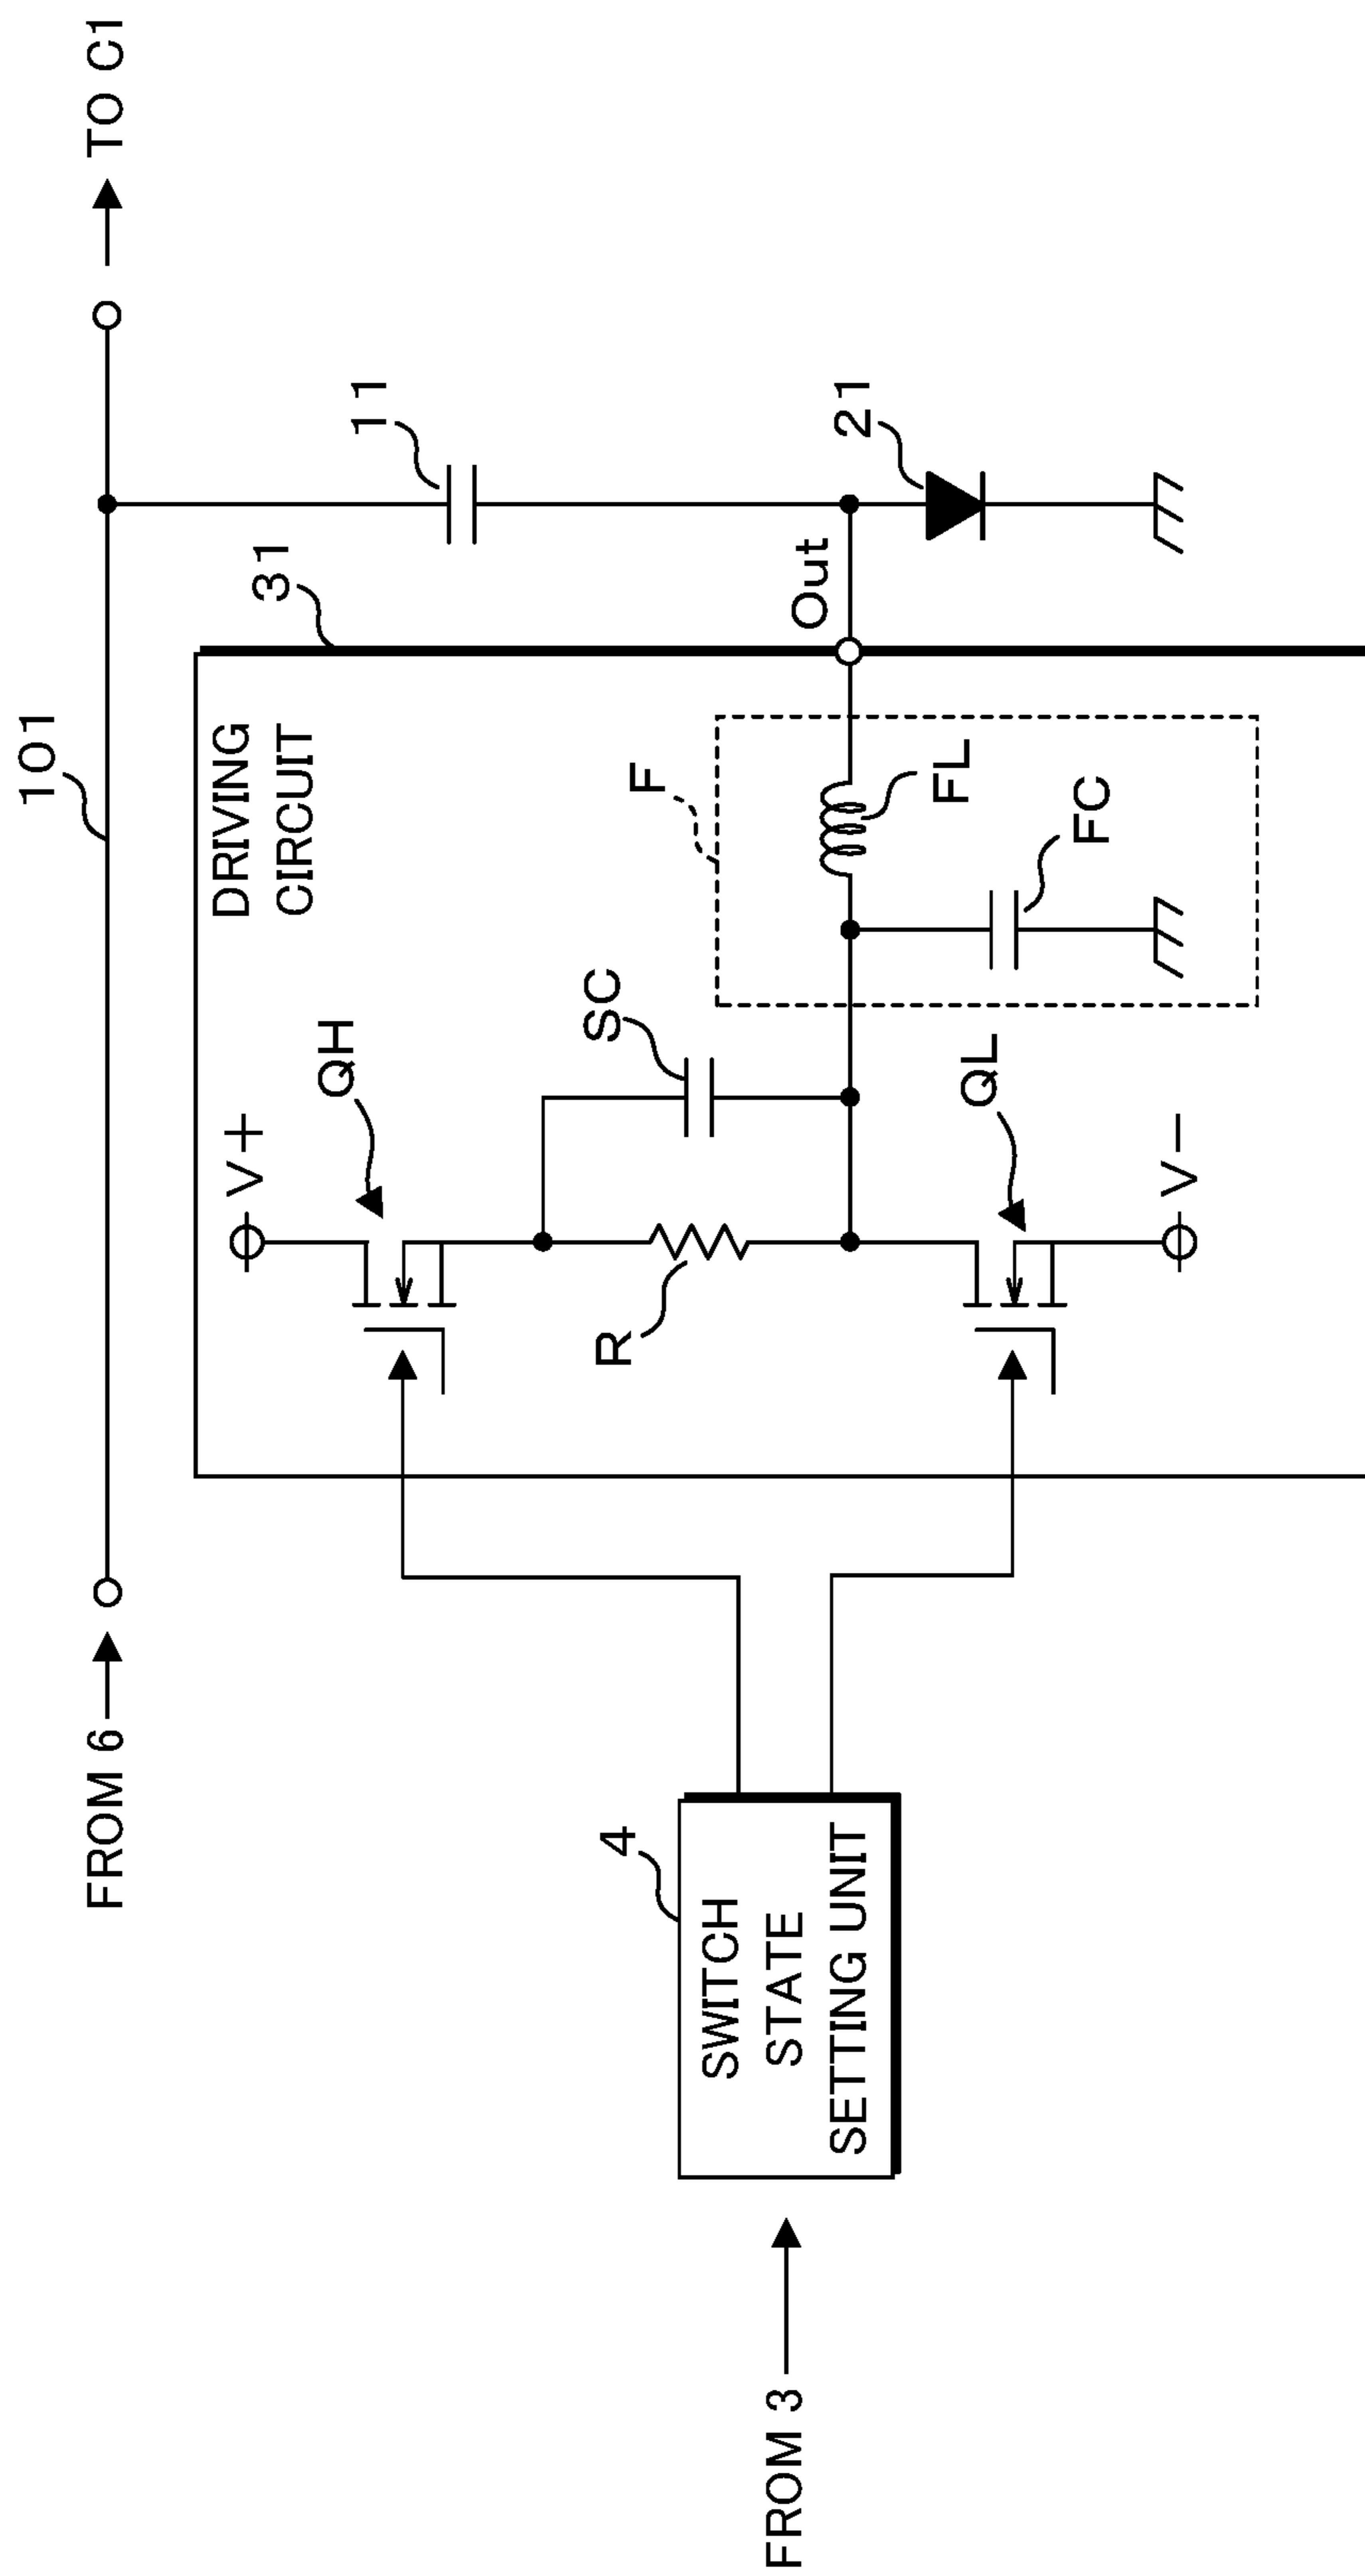 101
FROM 6
TO C1
31
11
DRIVING
CIRCUIT
V+
QH
SC
F
R
FL
Out
21
FC
QL
V−
4
SWITCH
STATE
SETTING UNIT
FROM 3